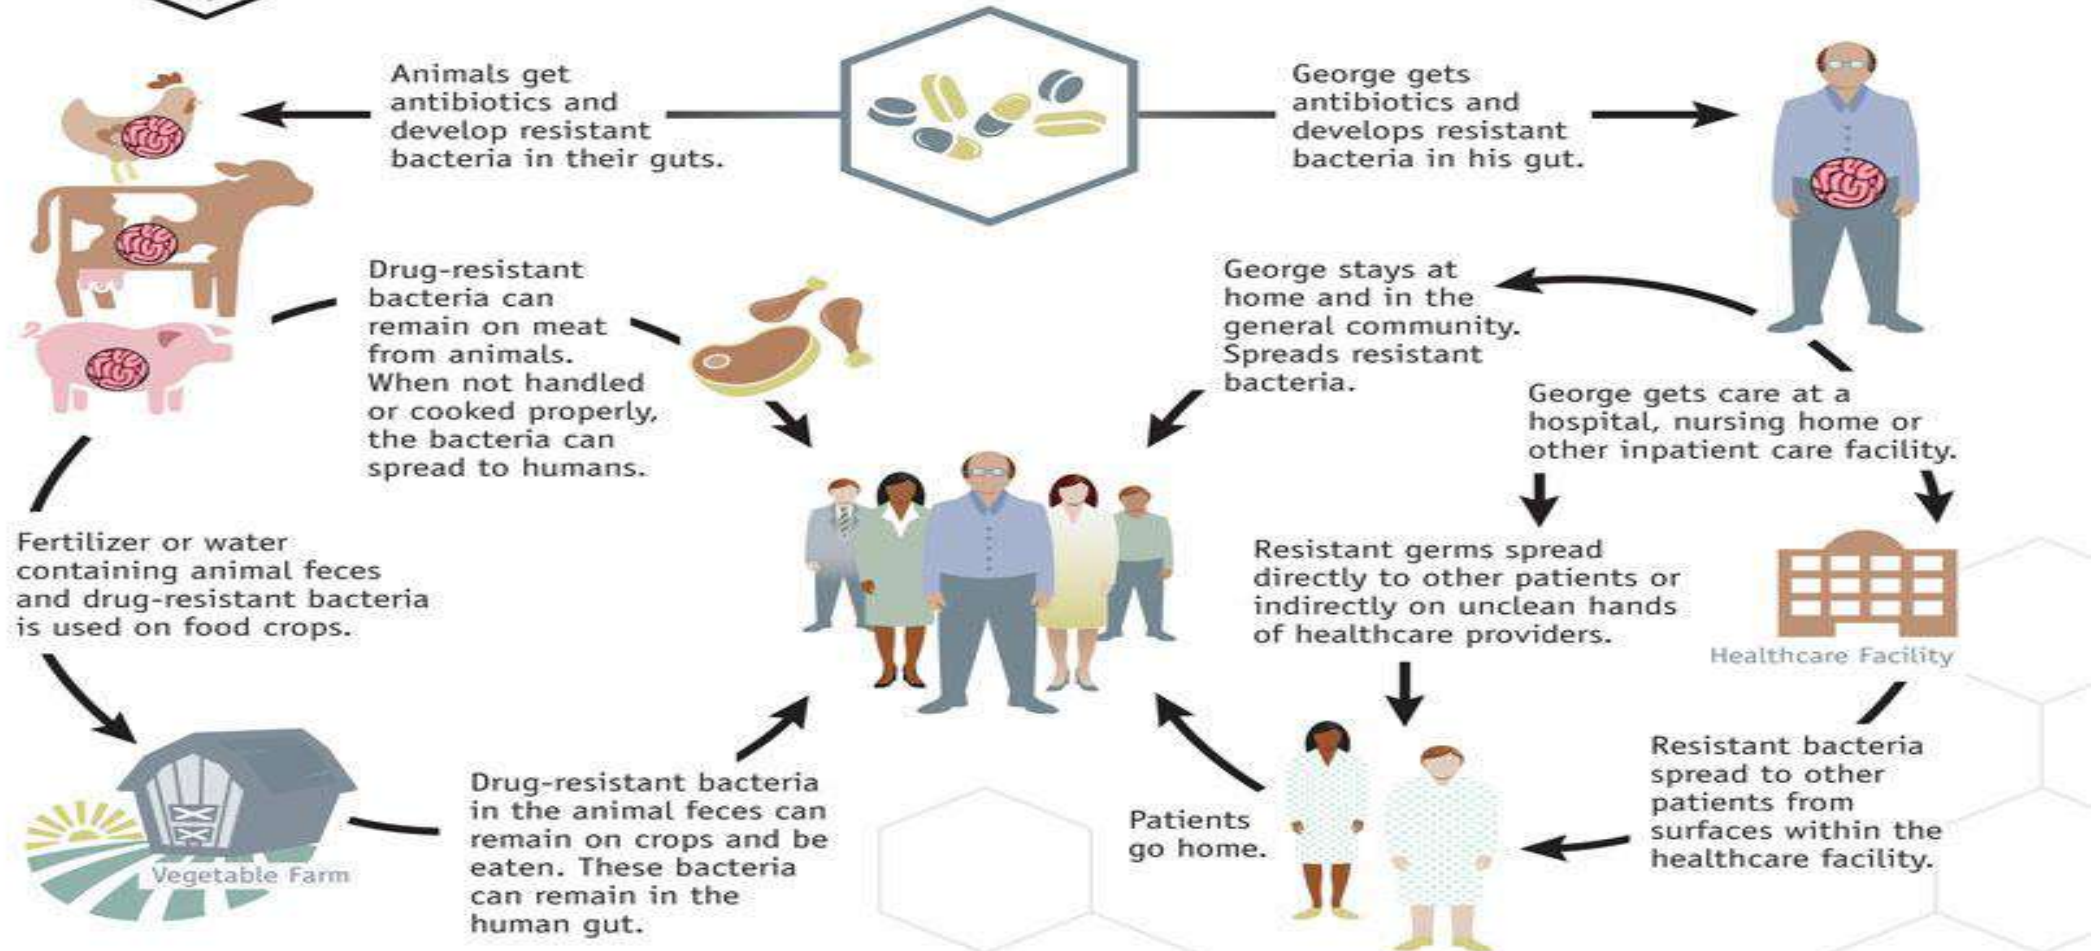 Animals get
antibiotics and
develop resistant
bacteria in their guts.
George gets
antibiotics and
develops resistant
bacteria in his gut.
Drug-resistant
bacteria can
remain on meat
from animals.
When not handled
or cooked properly,
the bacteria can
spread to humans.
George stays at
home and in the
general community.
Spreads resistant
bacteria.
George gets care at a
hospital, nursing home or
other inpatient care facility.
Fertilizer or water
containing animal feces
and drug-resistant bacteria
is used on food crops.
Resistant germs spread
directly to other patients or
indirectly on unclean hands
of healthcare providers.
Healthcare Facility
Vegetable Farm
Drug-resistant bacteria
in the animal feces can
remain on crops and be
eaten. These bacteria
can remain in the
human gut.
Patients
go home.
Resistant bacteria
spread to other
patients from
surfaces within the
healthcare facility.